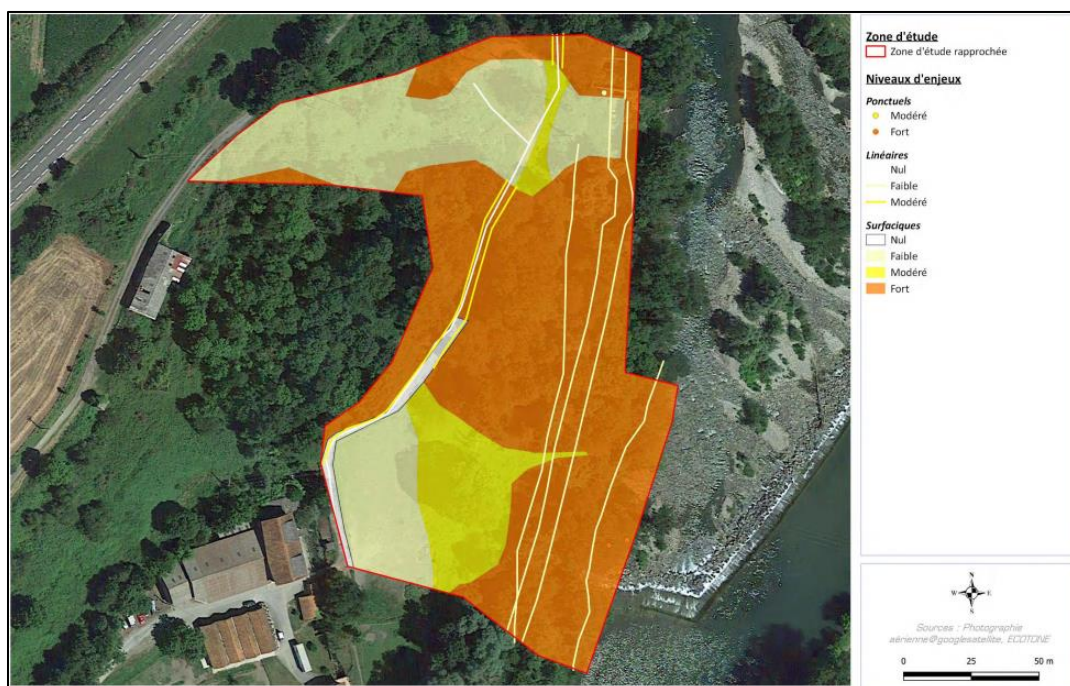 Zone d'étude
Zone d'étude rapprochée
Niveaux d'enjeux
Ponctuels
Modéré
Fort
Linéaires
Nul
Faible
Modéré
Surfaciques
Nul
Faible
Modéré
Fort
N
W E
S
Sources : Photographie
aérienne@googlesatellite, ECOTONE
0 25 50 m